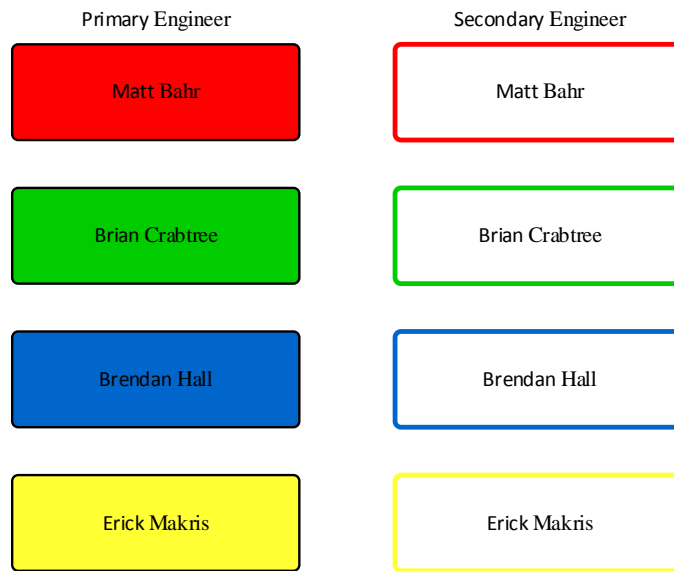 Primary Engineer
Secondary Engineer
Matt Bahr
Matt Bahr
Brian Crabtree
Brian Crabtree
Brendan Hall
Brendan Hall
Erick Makris
Erick Makris